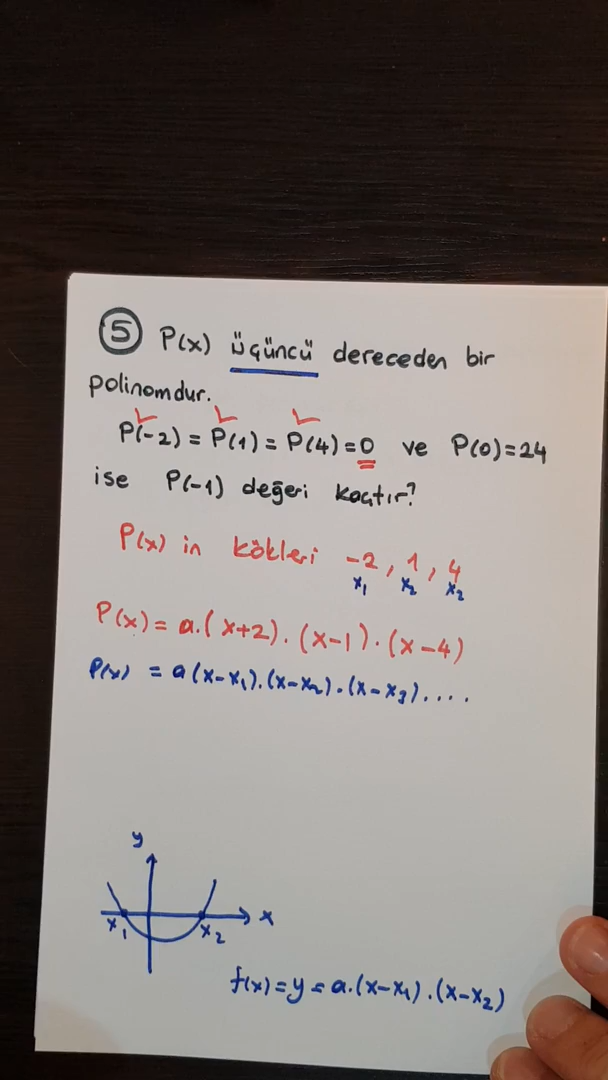 5 P(x) üçüncü dereceden bir
polinomdur.
P(-2) = P(1) = P(4) = 0 ve P(0)=24
ise P(-1) değeri kaçtır?
P(x) in kökleri -2, 1, 4
x₁ x₂ x₂
P(x) = a.(x+2).(x-1).(x-4)
P(x) = a(x-x₁).(x-x₂).(x-x₃)....
y
x
x₁ x₂
f(x)=y=a.(x-x₁).(x-x₂)